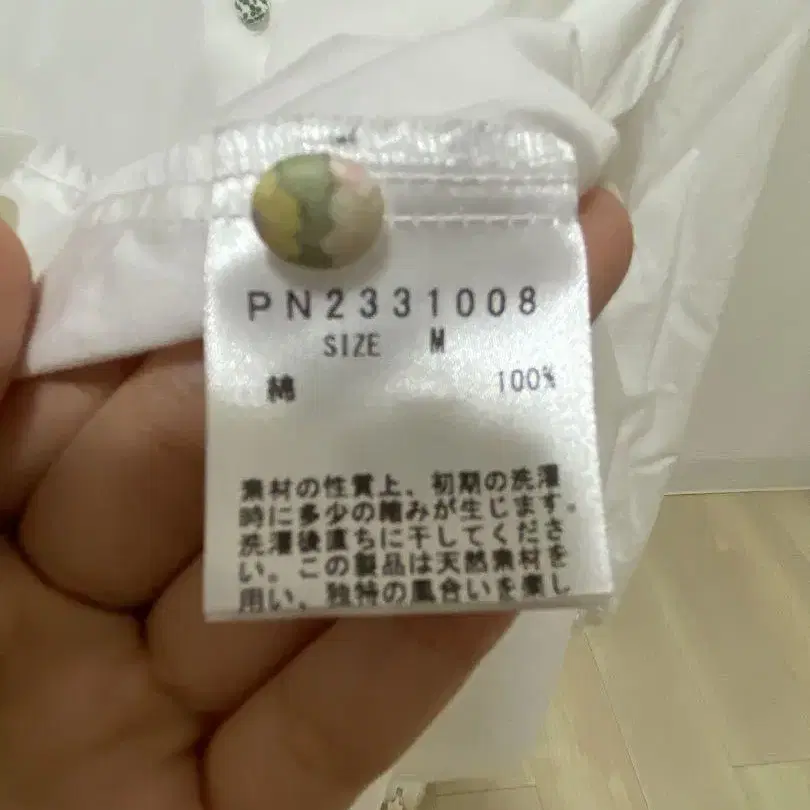 PN2331008
SIZE M
綿 100%
素材の性質上、初期の洗濯
時に多少の縮みが生じます。
洗濯後直ちに干してくださ
い。この製品は天然素材を
用い、独特の風合いを楽し